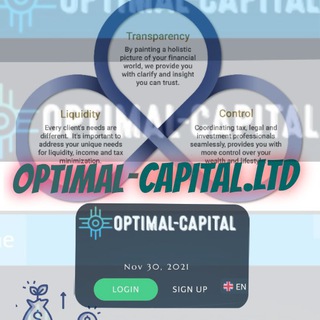 Transparency
By painting a holistic
picture of your financial
world, we provide you
with clarify and insight
you can trust.
OPTIMAL-CAPITAL
Liquidity
Every client's needs are
different. It's important to
address your unique needs
for liquidity, income and tax
minimization.
Control
Coordinating tax, legal and
investment professionals
seamlessly, provides you with
more control over your
wealth and lifestyle.
OPTIMAL-CAPITAL.LTD
OPTIMAL-CAPITAL
Nov 30, 2021
LOGIN
SIGN UP
EN